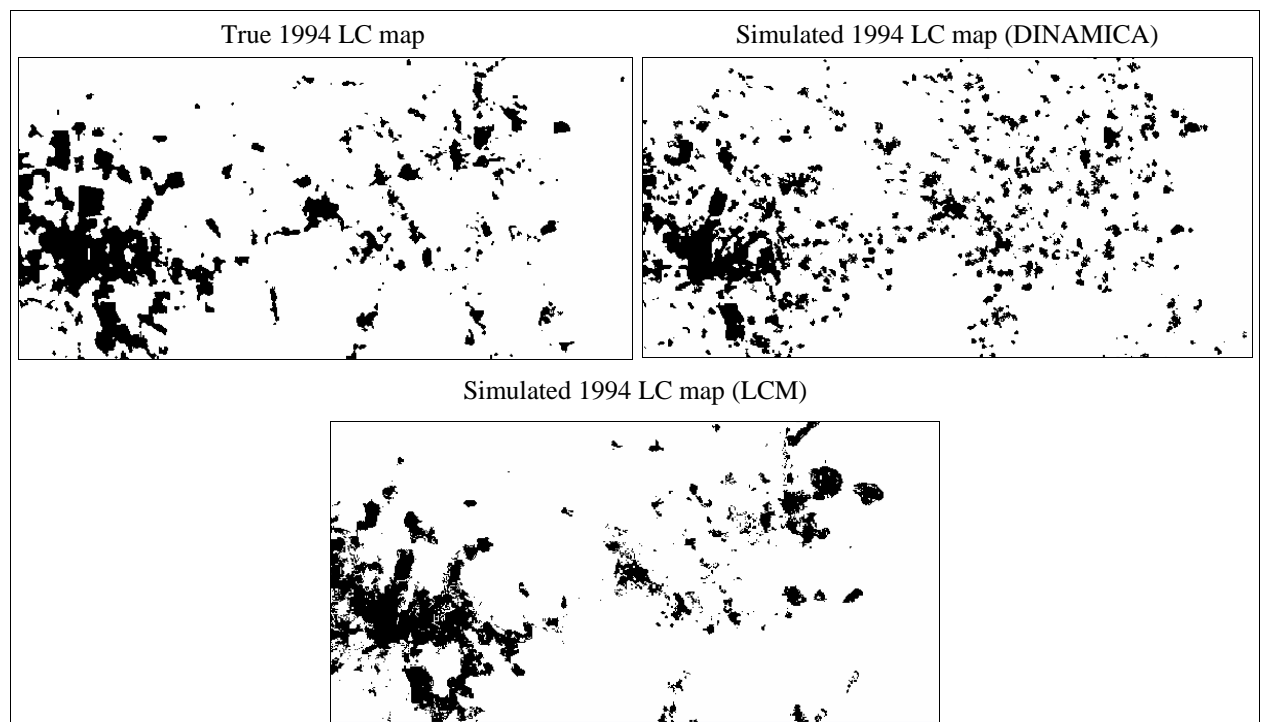 True 1994 LC map
Simulated 1994 LC map (DINAMICA)
Simulated 1994 LC map (LCM)